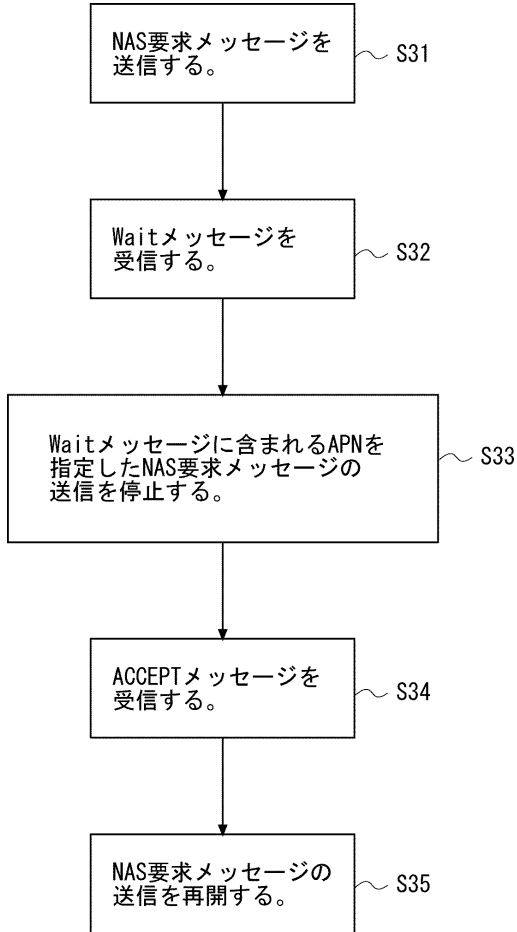 NAS要求メッセージを
送信する。
S31
Waitメッセージを
受信する。
S32
Waitメッセージに含まれるAPNを
指定したNAS要求メッセージの
送信を停止する。
S33
ACCEPTメッセージを
受信する。
S34
NAS要求メッセージの
送信を再開する。
S35